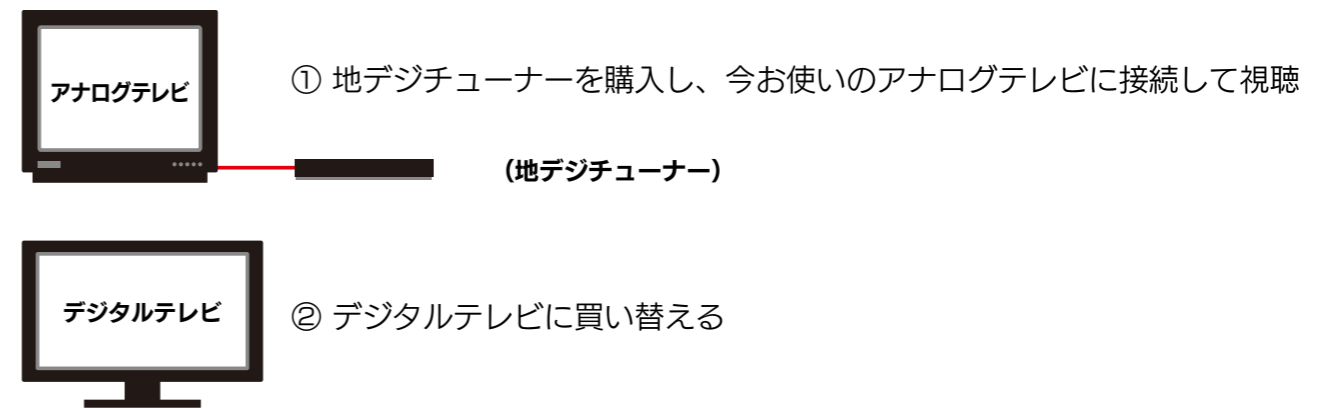 アナログテレビ
① 地デジチューナーを購入し、今お使いのアナログテレビに接続して視聴
(地デジチューナー)
デジタルテレビ
② デジタルテレビに買い替える